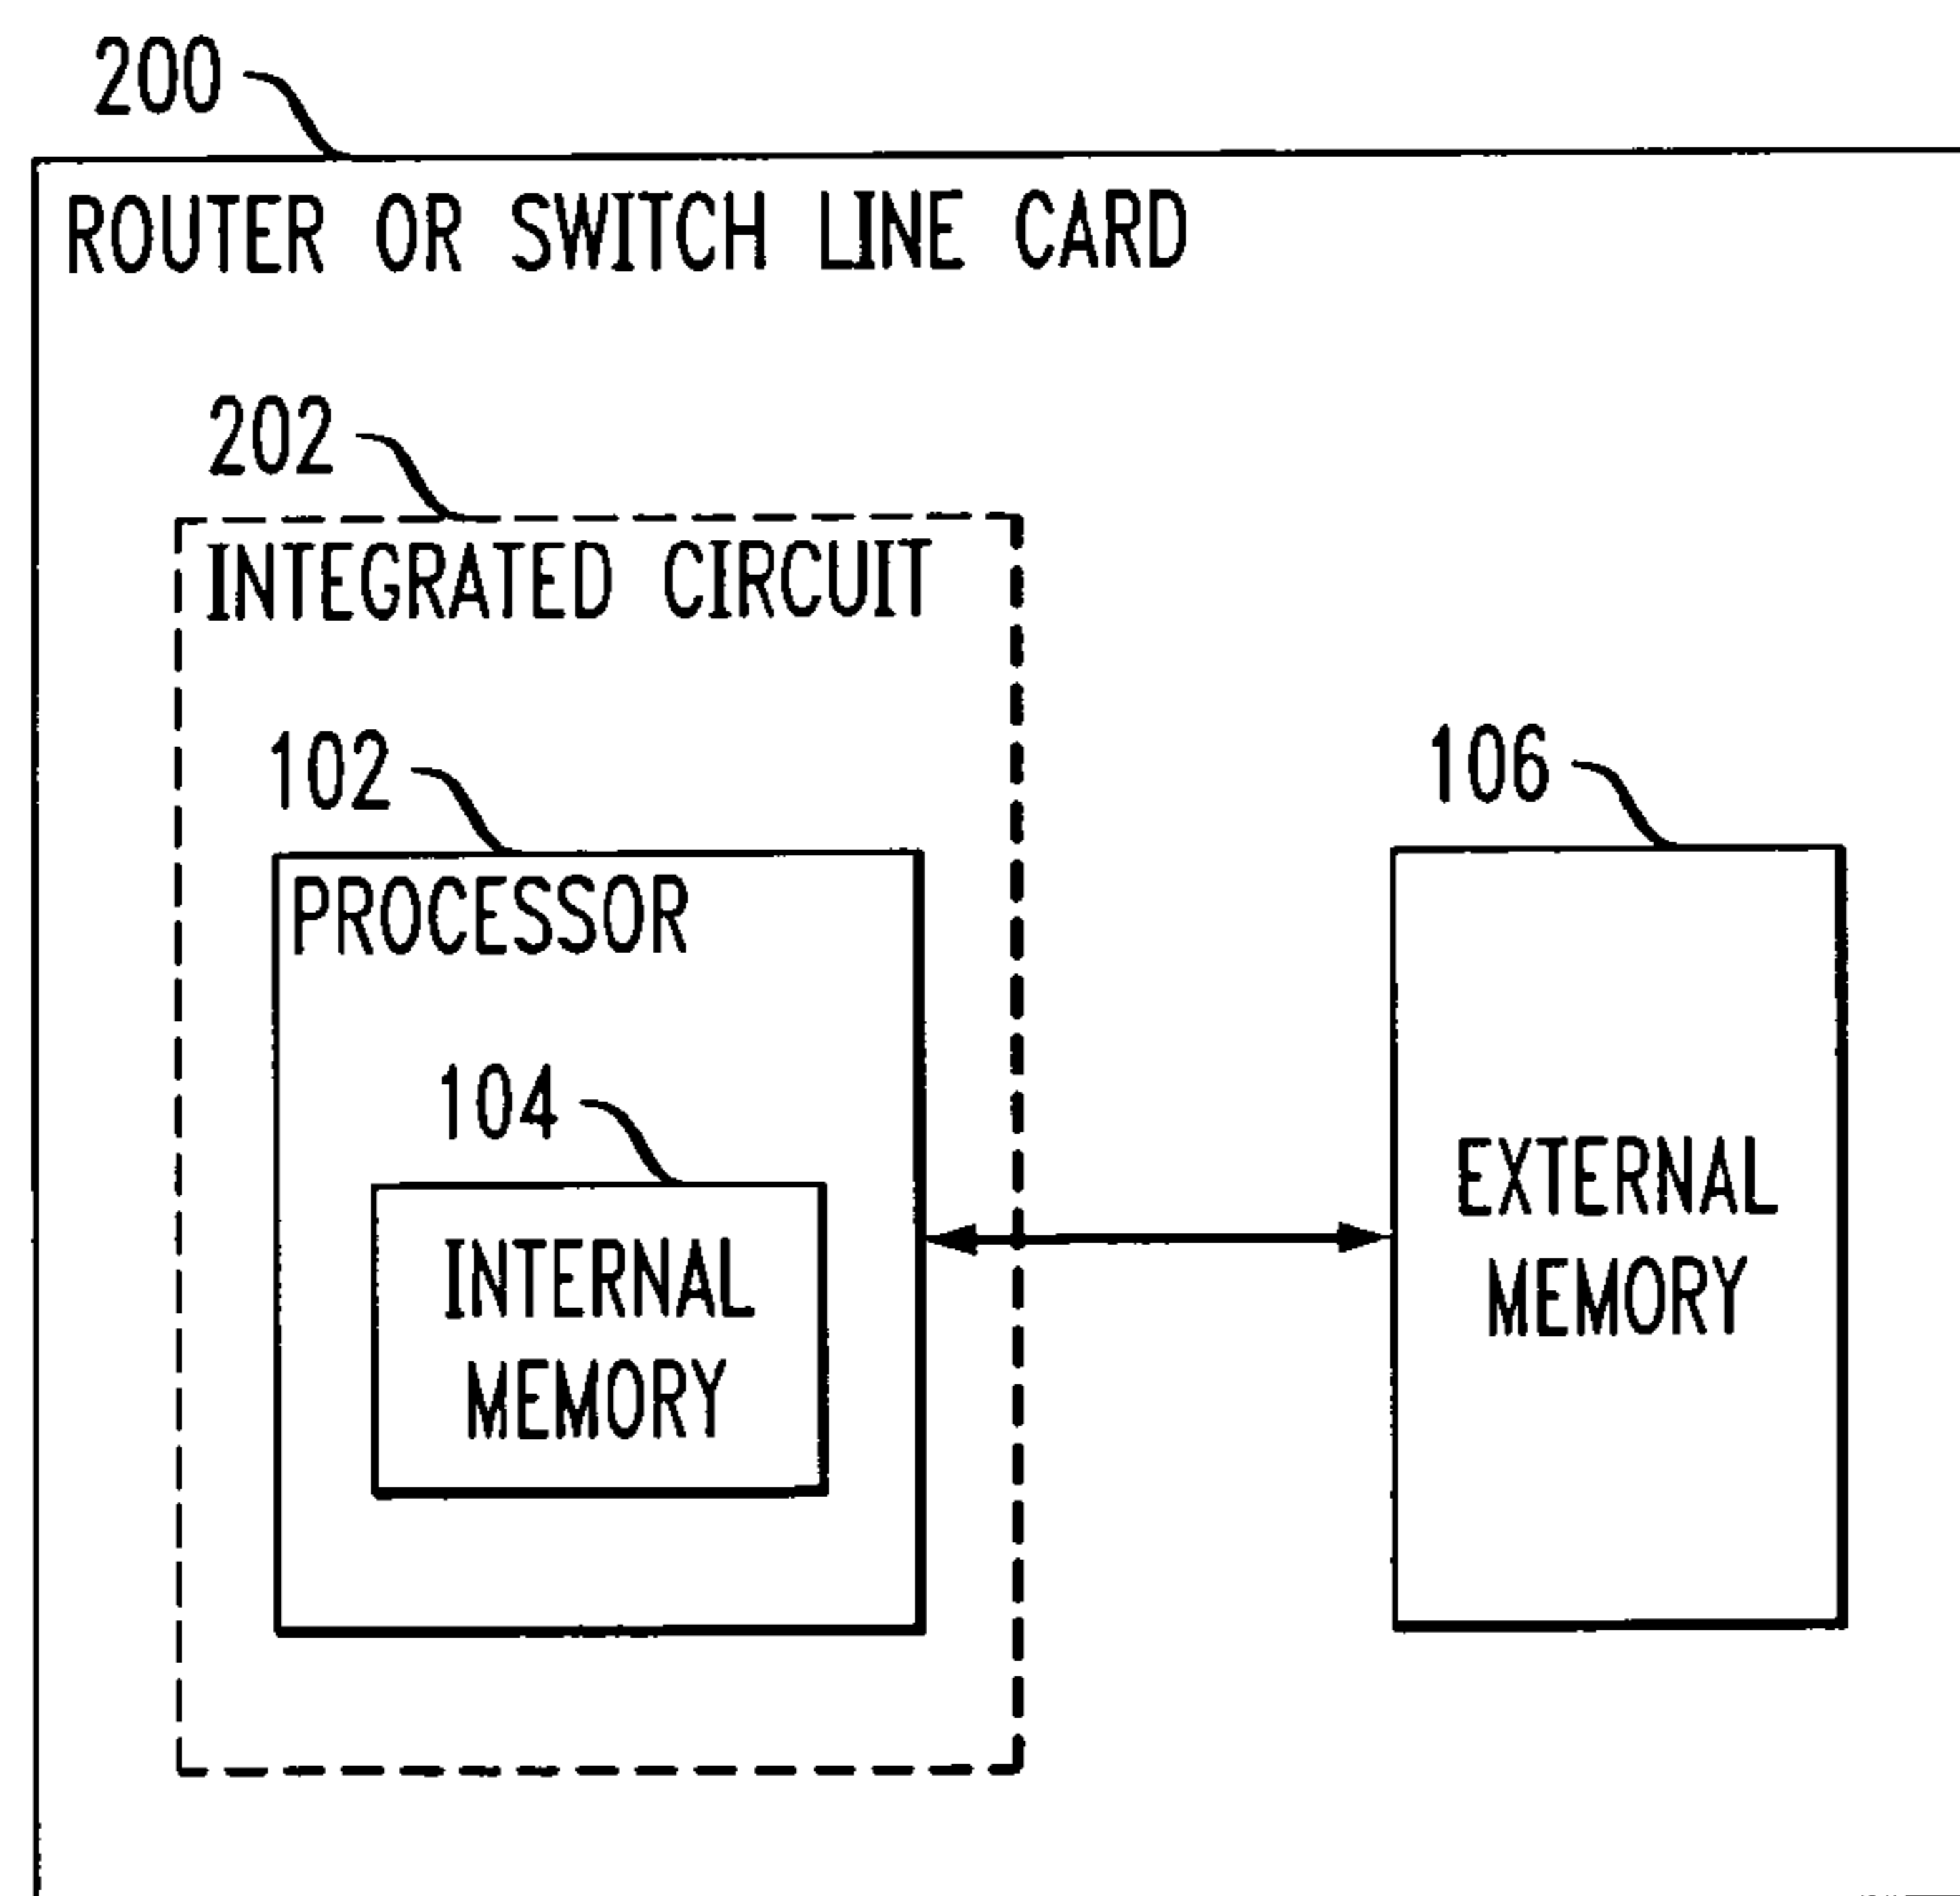 200
ROUTER OR SWITCH LINE CARD
202
INTEGRATED CIRCUIT
102
PROCESSOR
104
INTERNAL
MEMORY
106
EXTERNAL
MEMORY